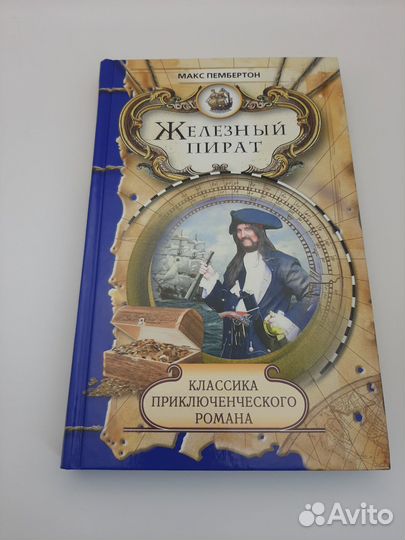 МАКС ПЕМБЕРТОН
ЖЕЛЕЗНЫЙ
ПИРАТ
КЛАССИКА
ПРИКЛЮЧЕНЧЕСКОГО
РОМАНА
Avito